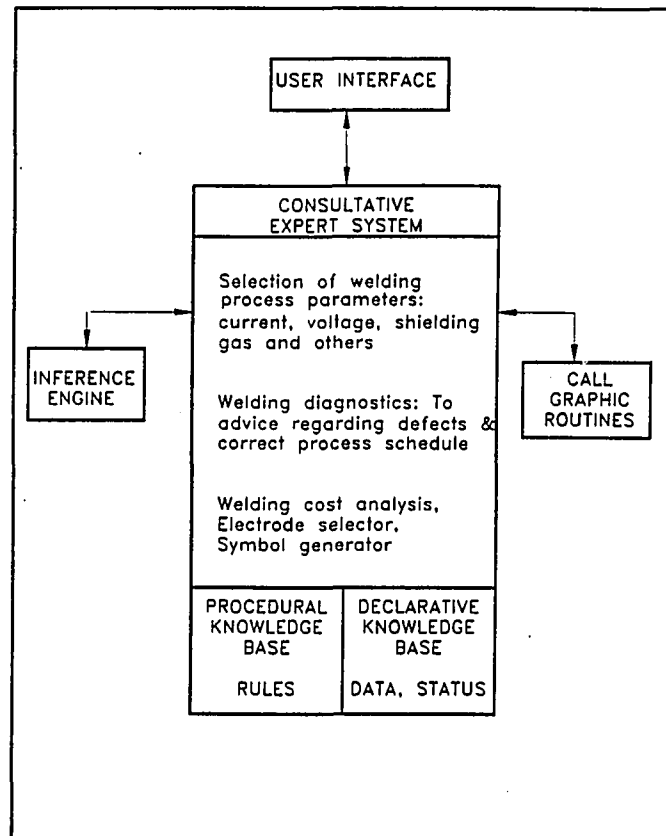 USER INTERFACE
CONSULTATIVE
EXPERT SYSTEM
Selection of welding
process parameters:
current, voltage, shielding
gas and others
INFERENCE
ENGINE
CALL
GRAPHIC
ROUTINES
Welding diagnostics: To
advice regarding defects &
correct process schedule
Welding cost analysis,
Electrode selector,
Symbol generator
PROCEDURAL
KNOWLEDGE
BASE
RULES
DECLARATIVE
KNOWLEDGE
BASE
DATA, STATUS